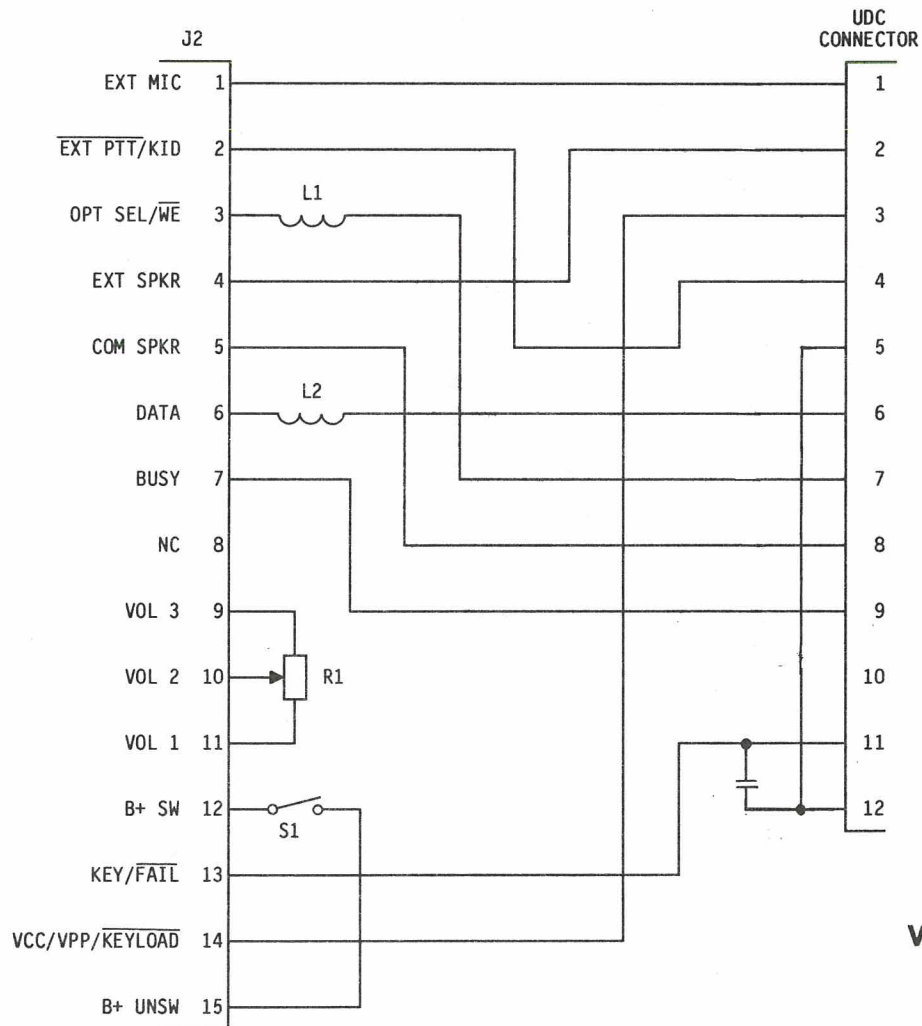 UDC
CONNECTOR
J2
EXT MIC 1 1
EXT PTT/KID 2 2
L1
OPT SEL/WE 3 3
EXT SPKR 4 4
COM SPKR 5 5
L2
DATA 6 6
BUSY 7 7
NC 8 8
VOL 3 9 9
VOL 2 10 R1 10
VOL 1 11 11
B+ SW 12 12
S1
KEY/FAIL 13
VCC/VPP/KEYLOAD 14
V
B+ UNSW 15